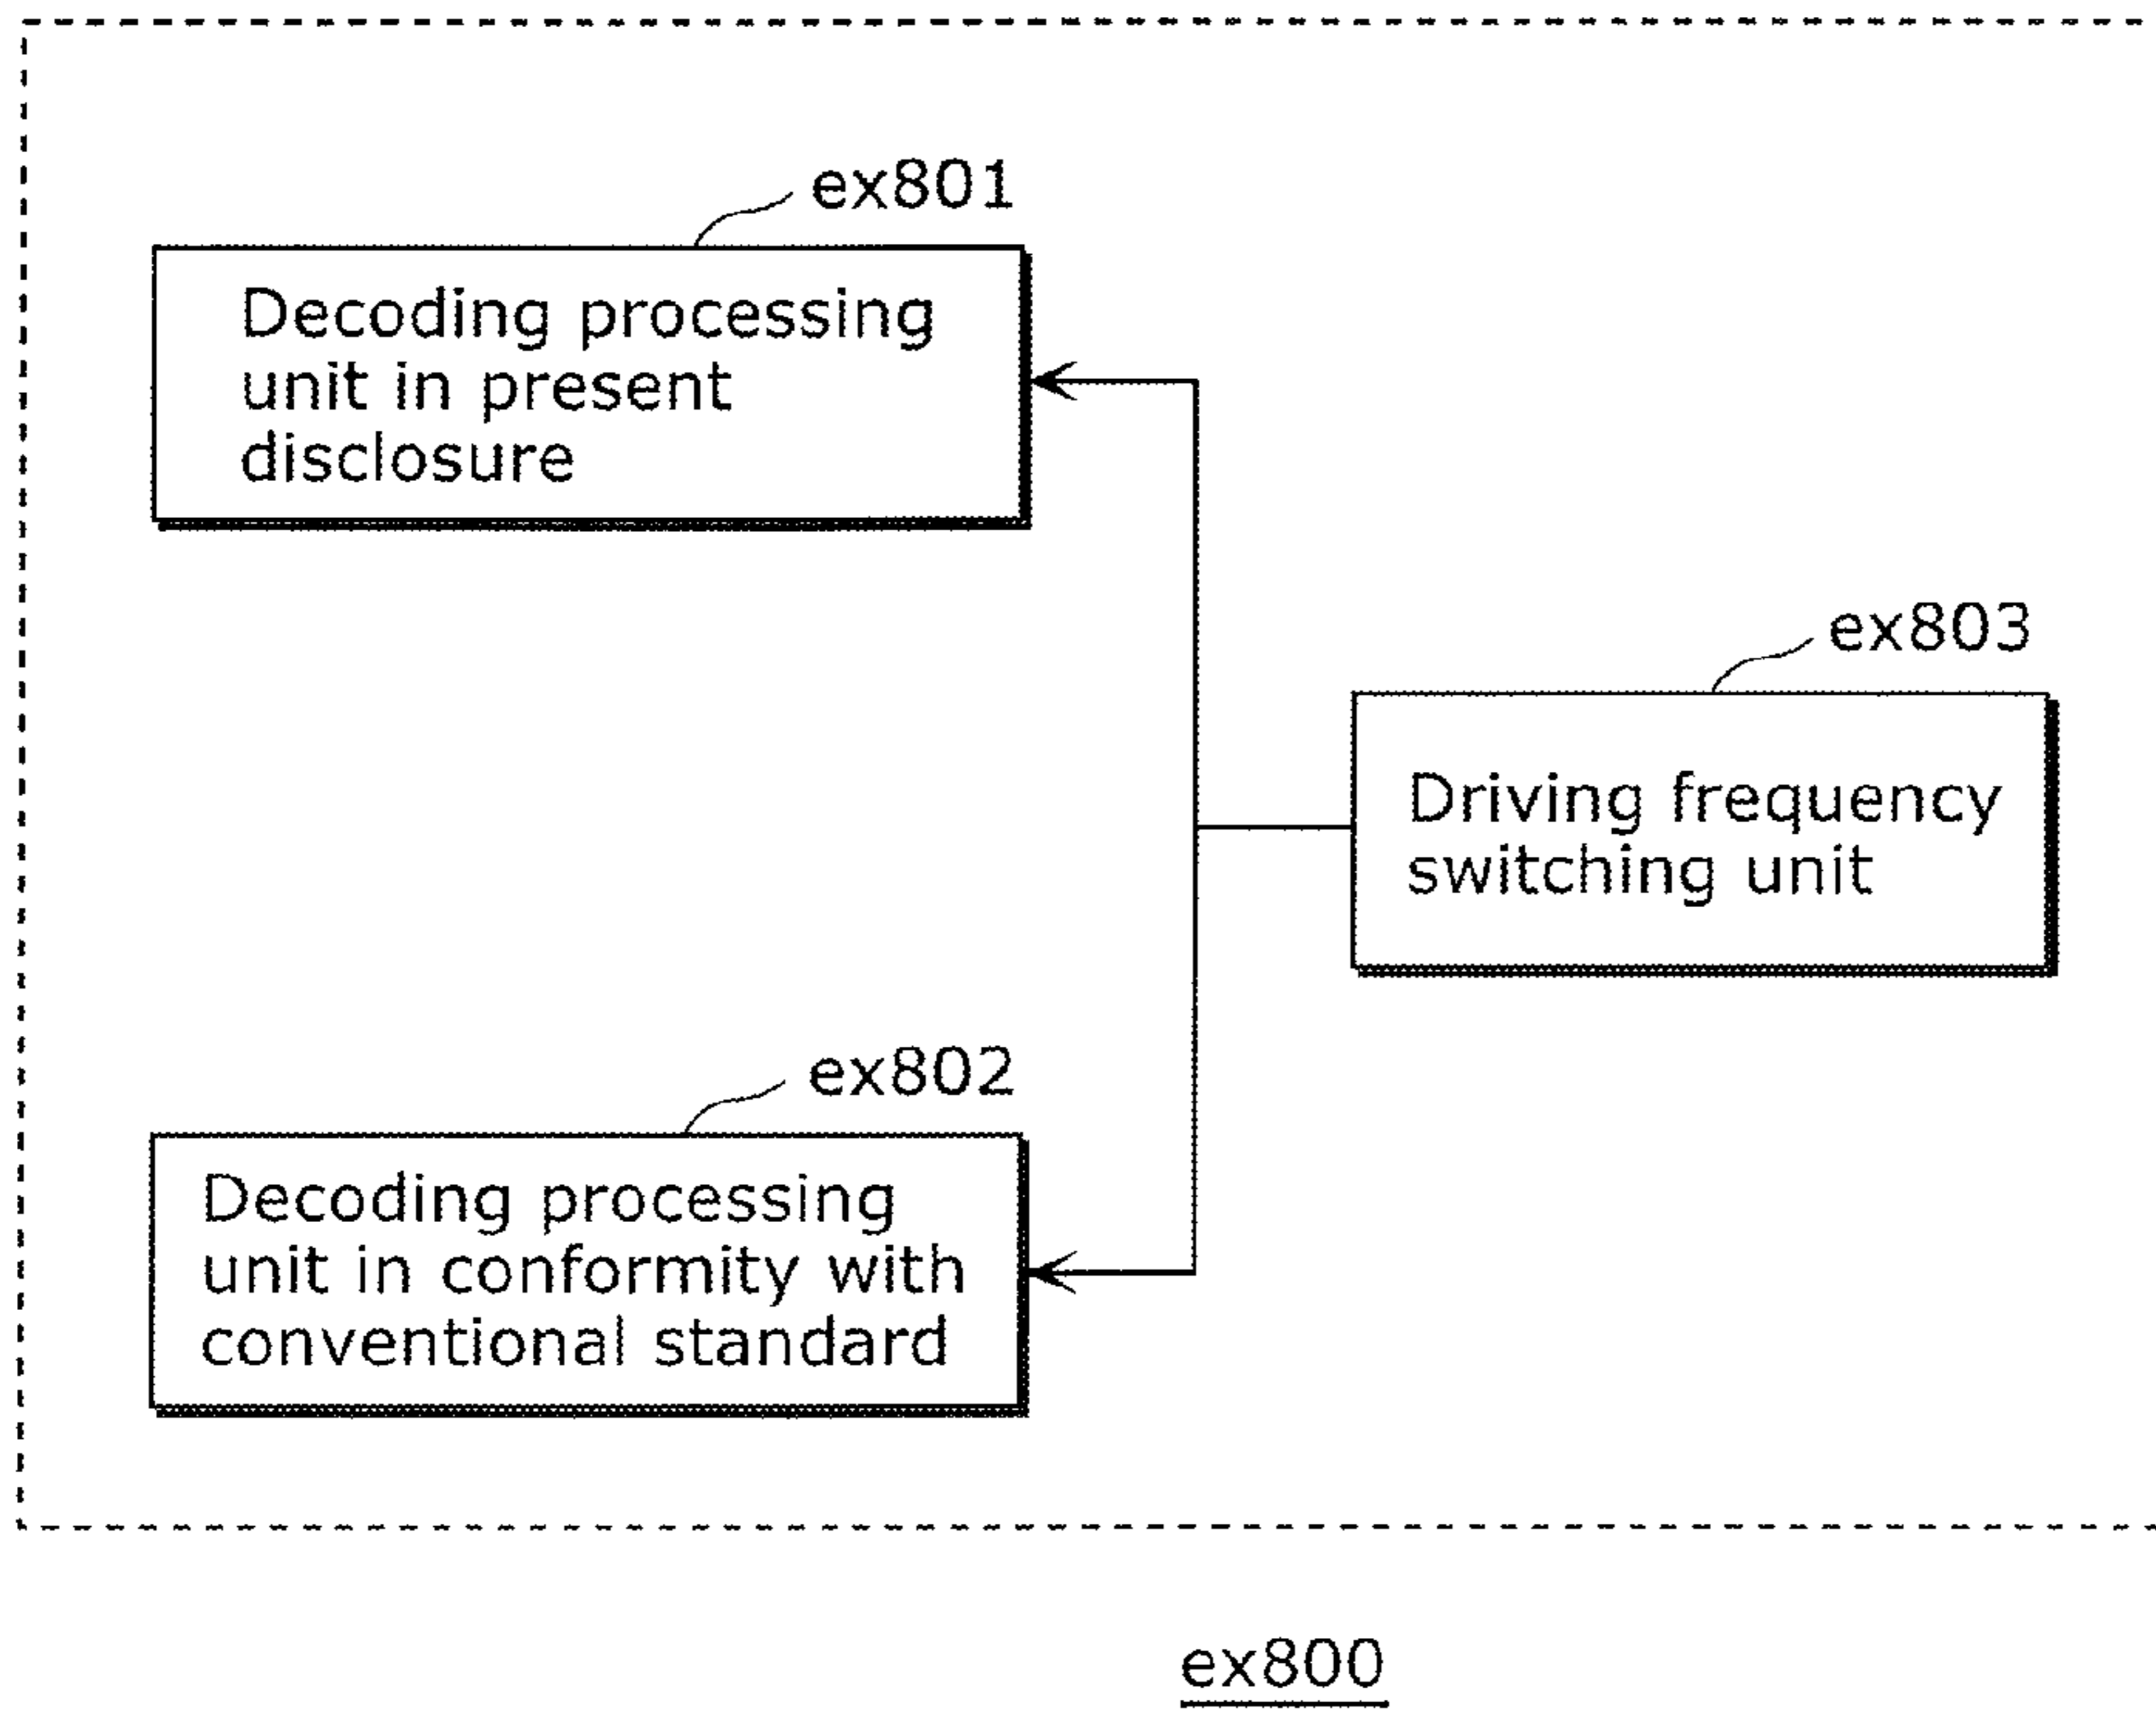 ex801
Decoding processing
unit in present
disclosure
ex803
Driving frequency
switching unit
ex802
Decoding processing
unit in conformity with
conventional standard
ex800